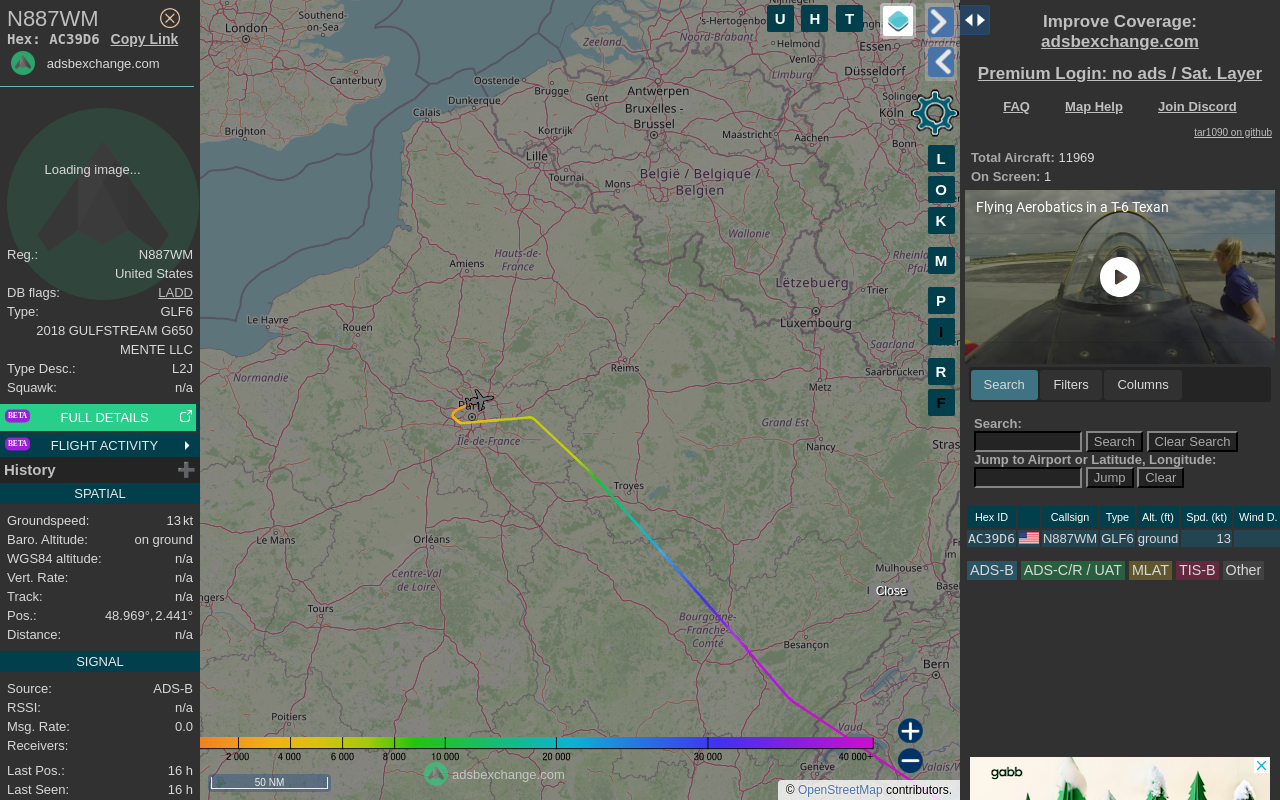 N887WM
Hex: AC39D6 Copy Link
adsbexchange.com
Loading image...
Reg.: N887WM
United States
DB flags: LADD
Type: GLF6
2018 GULFSTREAM G650
MENTE LLC
Type Desc.: L2J
Squawk: n/a
BETA FULL DETAILS
BETA FLIGHT ACTIVITY
History
SPATIAL
Groundspeed: 13 kt
Baro. Altitude: on ground
WGS84 altitude: n/a
Vert. Rate: n/a
Track: n/a
Pos.: 48.969°, 2.441°
Distance: n/a
SIGNAL
Source: ADS-B
RSSI: n/a
Msg. Rate: 0.0
Receivers:
Last Pos.: 16 h
Last Seen: 16 h
U H T
L
O
K
M
P
I
R
F
London
Southend-
on-Sea
Canterbury
Brighton
Calais
Dunkerque
Oostende
Brugge
Gent
Zeeland
's-Hertogenbosch
Noord-Brabant
Helmond
Venlo
Limburg
Essen
Düsseldorf
Solingen
Köln
Bonn
Antwerpen
Bruxelles -
Brussel
Maastricht
Aachen
Kortrijk
Lille
Tournai
Mons
België / Belgique /
Belgien
Wallonie
Hauts-de-
France
Amiens
Lëtzebuerg
Trier
Luxembourg
Le Havre
Rouen
Normandie
Reims
Saarland
Saarbrücken
Metz
Paris
Île-de-France
Grand Est
Nancy
Troyes
Le Mans
Orléans
Centre-Val
de Loire
Tours
Mulhouse
Close
Bourgogne-
Franche-
Comté
Besançon
Bern
Poitiers
Vaud
Genève
2 000 4 000 6 000 8 000 10 000 20 000 30 000 40 000+
50 NM
adsbexchange.com
© OpenStreetMap contributors.
Improve Coverage:
adsbexchange.com
Premium Login: no ads / Sat. Layer
FAQ Map Help Join Discord
tar1090 on github
Total Aircraft: 11969
On Screen: 1
Flying Aerobatics in a T-6 Texan
Search Filters Columns
Search:
Search Clear Search
Jump to Airport or Latitude, Longitude:
Jump Clear
Hex ID Callsign Type Alt. (ft) Spd. (kt) Wind D.
AC39D6 N887WM GLF6 ground 13
ADS-B ADS-C/R / UAT MLAT TIS-B Other
gabb